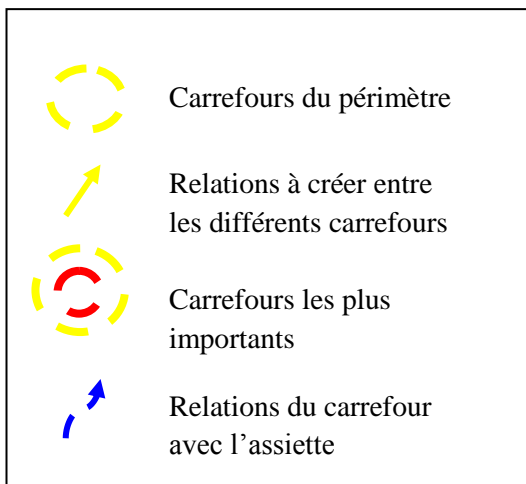 Carrefours du périmètre
Relations à créer entre
les différents carrefours
Carrefours les plus
importants
Relations du carrefour
avec l'assiette